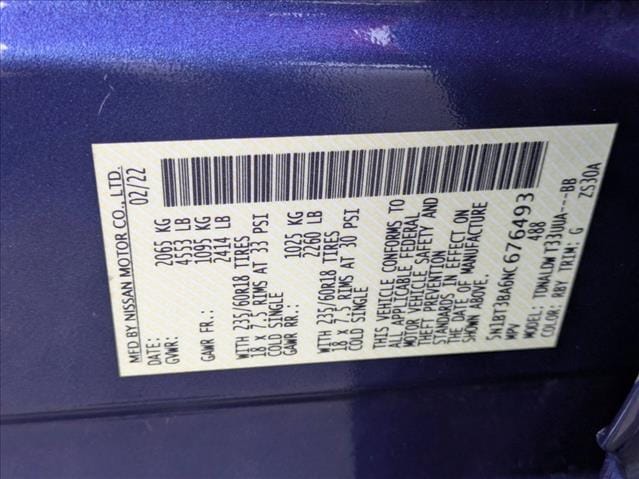 MFD BY NISSAN MOTOR CO., LTD.
DATE: 02/22
GVWR: 2065 KG
4553 LB
GAWR FR.: 1095 KG
2414 LB
WITH 235/60R18 TIRES
18 x 7.5 RIMS AT 33 PSI
COLD SINGLE
GAWR RR.: 1025 KG
2260 LB
WITH 235/60R18 TIRES
18 x 7.5 RIMS AT 30 PSI
COLD SINGLE
THIS VEHICLE CONFORMS TO
ALL APPLICABLE FEDERAL
MOTOR VEHICLE SAFETY AND
THEFT PREVENTION
STANDARDS IN EFFECT ON
THE DATE OF MANUFACTURE
SHOWN ABOVE.
5N1BT3BA6NC676493
MPV 488
MODEL: TDNALDW T33UUA---BB
COLOR: RBY TRIM: G ZS30A